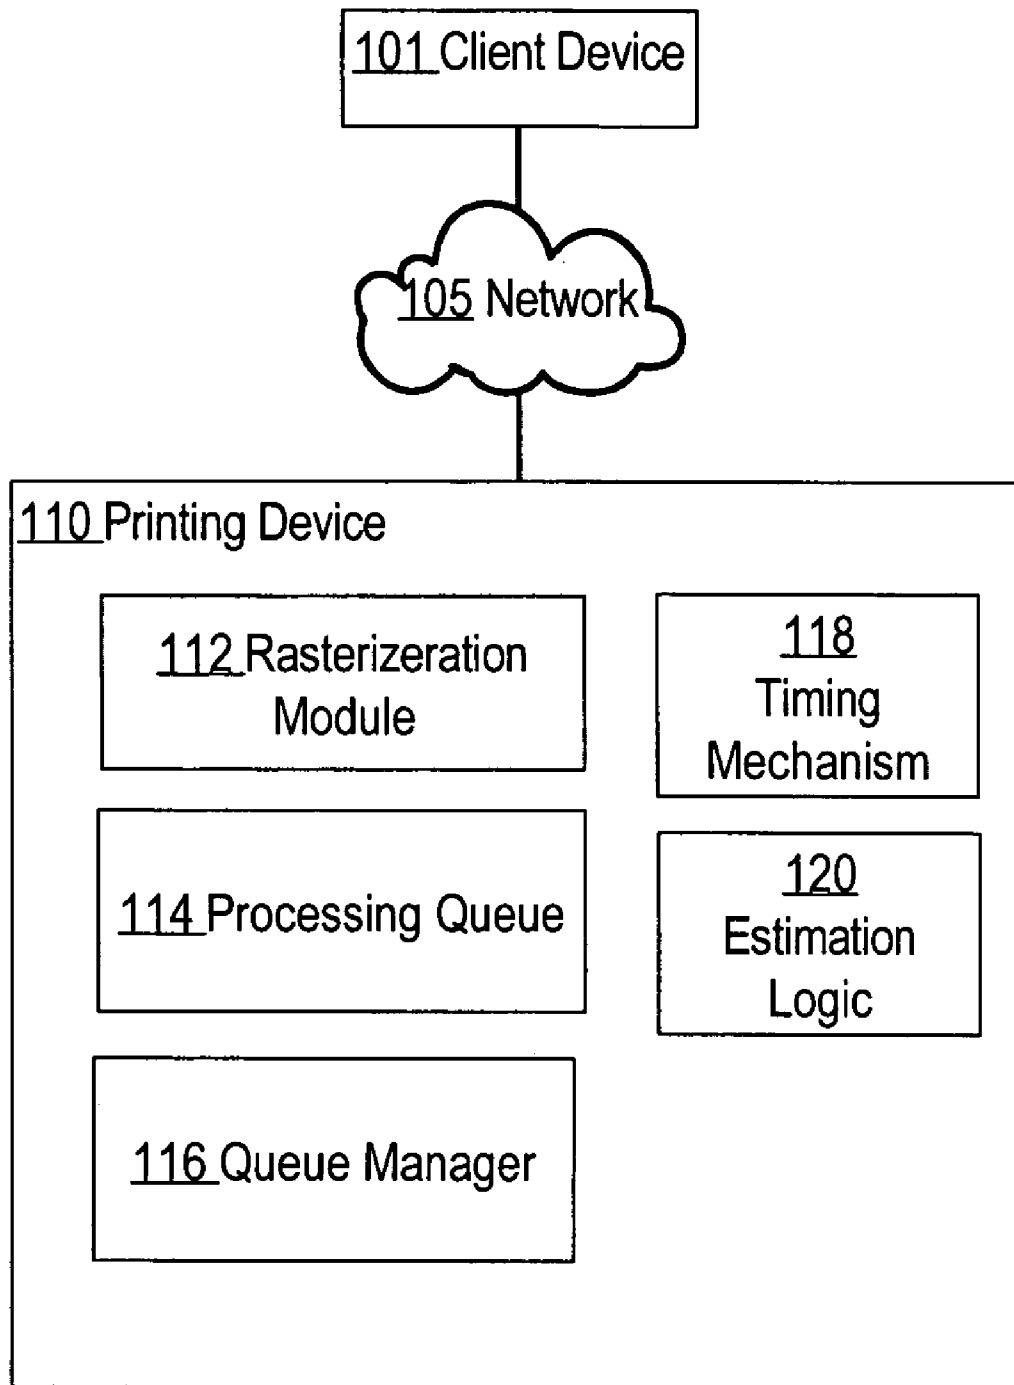 101 Client Device
105 Network
110 Printing Device
112 Rasterizeration
Module
114 Processing Queue
116 Queue Manager
118
Timing
Mechanism
120
Estimation
Logic